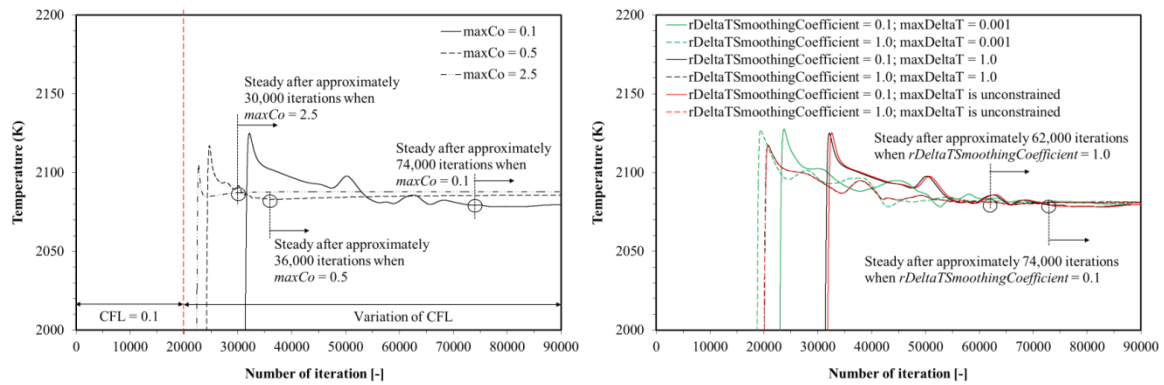 2200
2150
2100
2050
2000
Temperature (K)
maxCo = 0.1
maxCo = 0.5
maxCo = 2.5
Steady after approximately
30,000 iterations when
maxCo = 2.5
Steady after approximately
74,000 iterations when
maxCo = 0.1
Steady after approximately
36,000 iterations when
maxCo = 0.5
CFL = 0.1
Variation of CFL
0 10000 20000 30000 40000 50000 60000 70000 80000 90000
Number of iteration [-]
2200
2150
2100
2050
2000
Temperature (K)
rDeltaTSmoothingCoefficient = 0.1; maxDeltaT = 0.001
rDeltaTSmoothingCoefficient = 1.0; maxDeltaT = 0.001
rDeltaTSmoothingCoefficient = 0.1; maxDeltaT = 1.0
rDeltaTSmoothingCoefficient = 1.0; maxDeltaT = 1.0
rDeltaTSmoothingCoefficient = 0.1; maxDeltaT is unconstrained
rDeltaTSmoothingCoefficient = 1.0; maxDeltaT is unconstrained
Steady after approximately 62,000 iterations
when rDeltaTSmoothingCoefficient = 1.0
Steady after approximately 74,000 iterations
when rDeltaTSmoothingCoefficient = 0.1
0 10000 20000 30000 40000 50000 60000 70000 80000 90000
Number of iteration [-]